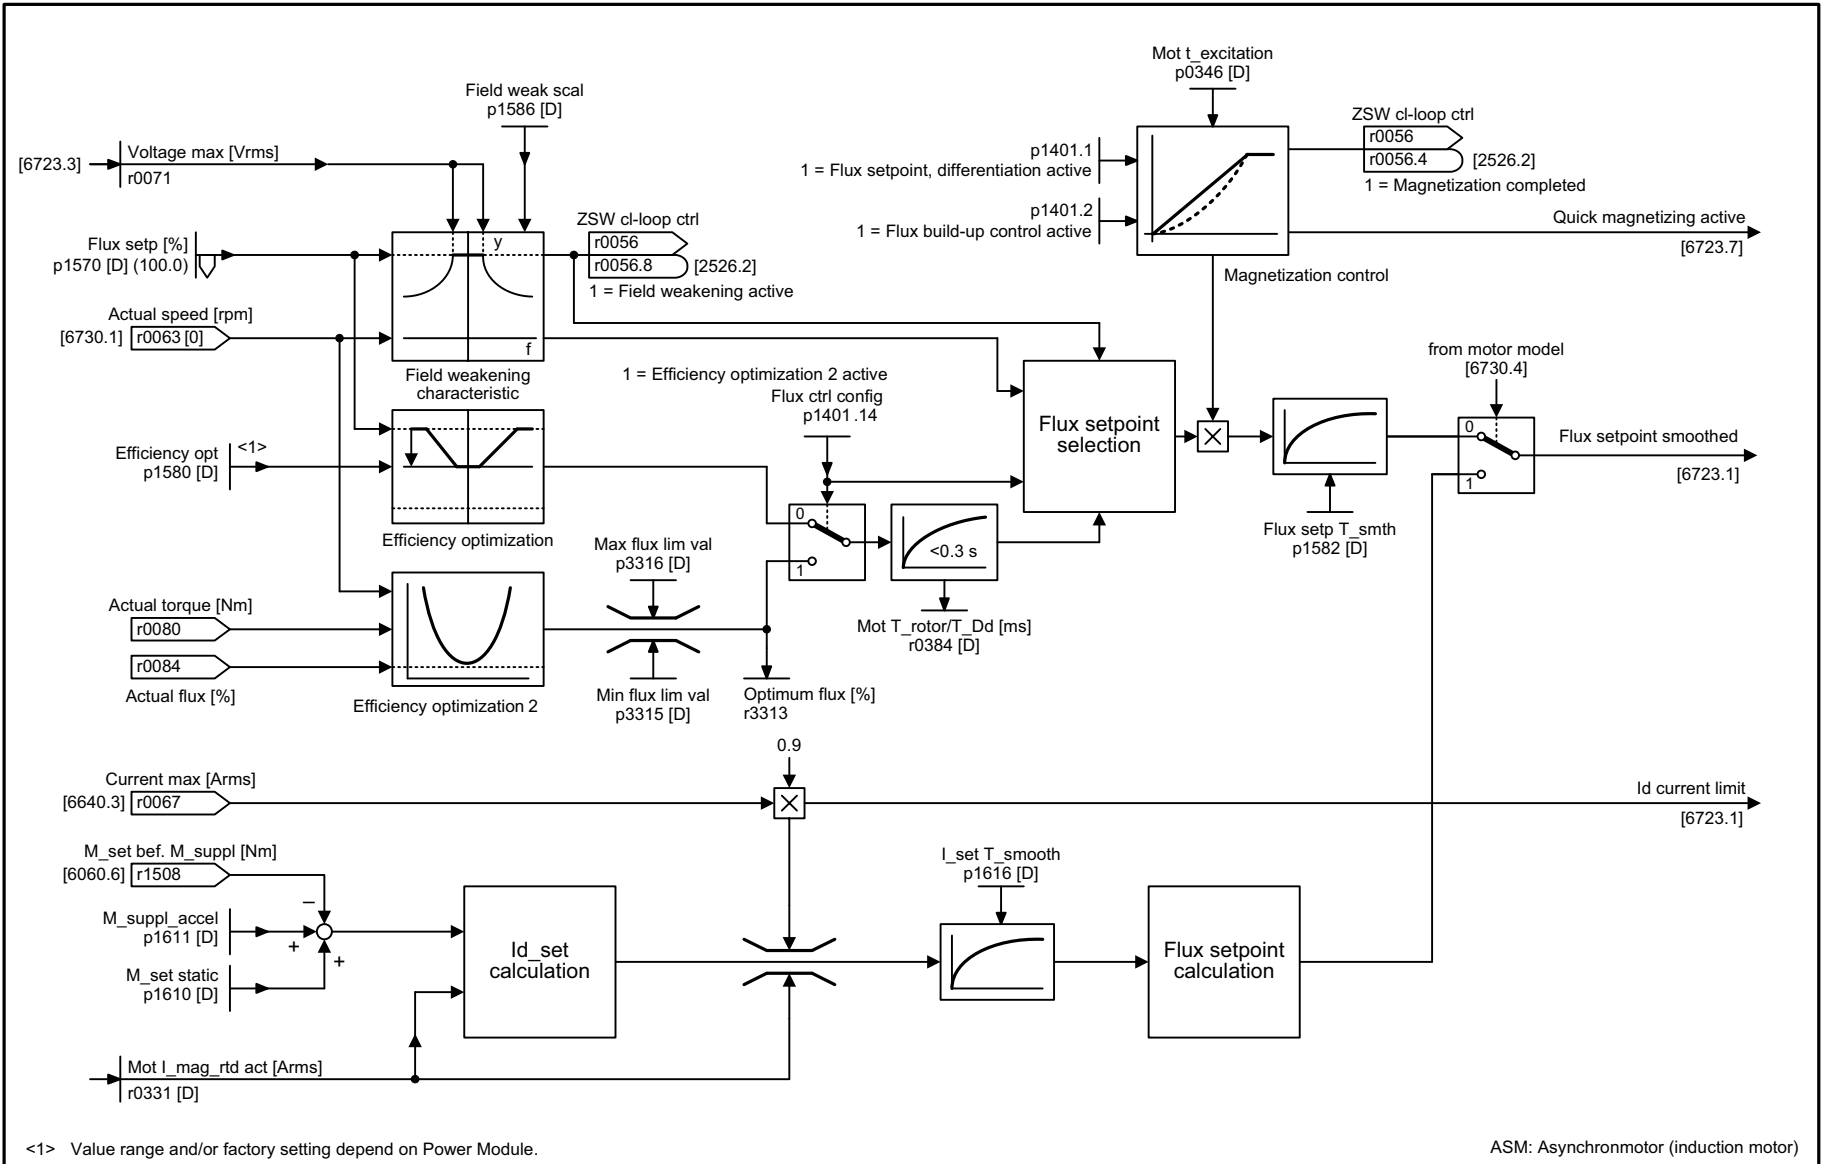 Mot t_excitation
p0346 [D]
Field weak scal
p1586 [D]
ZSW cl-loop ctrl
r0056
r0056.4
[2526.2]
1 = Magnetization completed
[6723.3]
Voltage max [Vrms]
r0071
p1401.1
1 = Flux setpoint, differentiation active
p1401.2
1 = Flux build-up control active
Quick magnetizing active
[6723.7]
Magnetization control
Flux setp [%]
p1570 [D] (100.0)
y
f
ZSW cl-loop ctrl
r0056
r0056.8
[2526.2]
1 = Field weakening active
Actual speed [rpm]
[6730.1]
r0063 [0]
Field weakening
characteristic
1 = Efficiency optimization 2 active
Flux ctrl config
p1401 .14
Flux setpoint
selection
from motor model
[6730.4]
0
1
Flux setpoint smoothed
[6723.1]
Flux setp T_smth
p1582 [D]
Efficiency opt
p1580 [D]
<1>
Efficiency optimization
0
1
<0.3 s
Mot T_rotor/T_Dd [ms]
r0384 [D]
Max flux lim val
p3316 [D]
Actual torque [Nm]
r0080
r0084
Actual flux [%]
Efficiency optimization 2
Min flux lim val
p3315 [D]
Optimum flux [%]
r3313
0.9
Current max [Arms]
[6640.3]
r0067
Id current limit
[6723.1]
M_set bef. M_suppl [Nm]
[6060.6]
r1508
–
M_suppl_accel
p1611 [D]
+
+
M_set static
p1610 [D]
Id_set
calculation
I_set T_smooth
p1616 [D]
Flux setpoint
calculation
Mot I_mag_rtd act [Arms]
r0331 [D]
<1> Value range and/or factory setting depend on Power Module.
ASM: Asynchronmotor (induction motor)